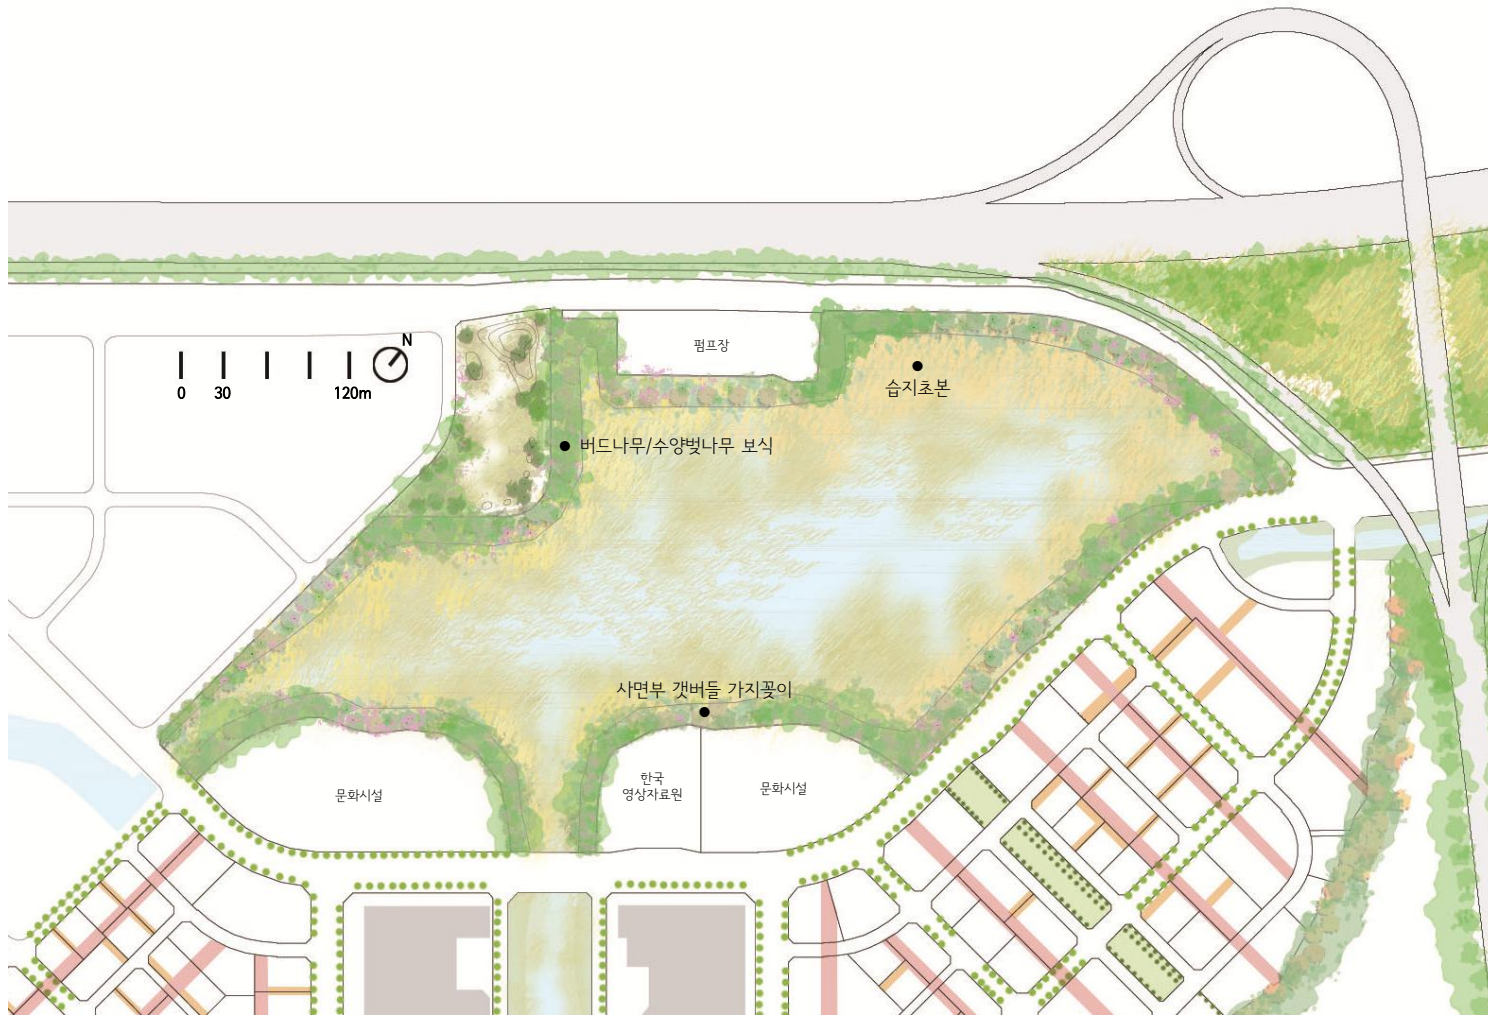 N
0 30 120m
펌프장
습지초본
버드나무/수양벚나무 보식
사면부 갯버들 가지꽂이
문화시설
한국
영상자료원
문화시설